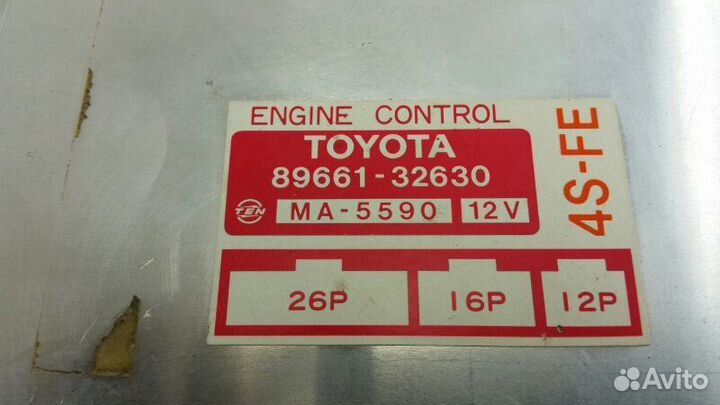 ENGINE CONTROL
TOYOTA
89661-32630
TEN MA-5590 12V
4S-FE
26P 16P 12P
Avito